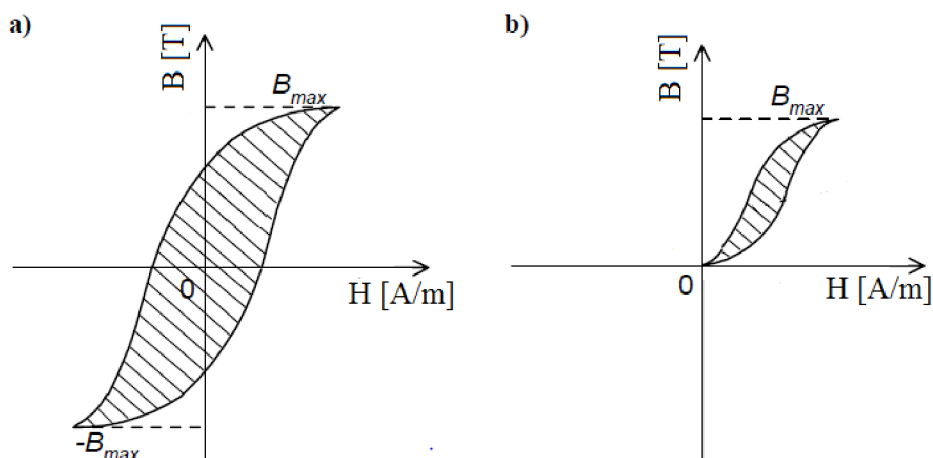 a)
B [T]
B_max
0
H [A/m]
-B_max
b)
B [T]
B_max
0
H [A/m]